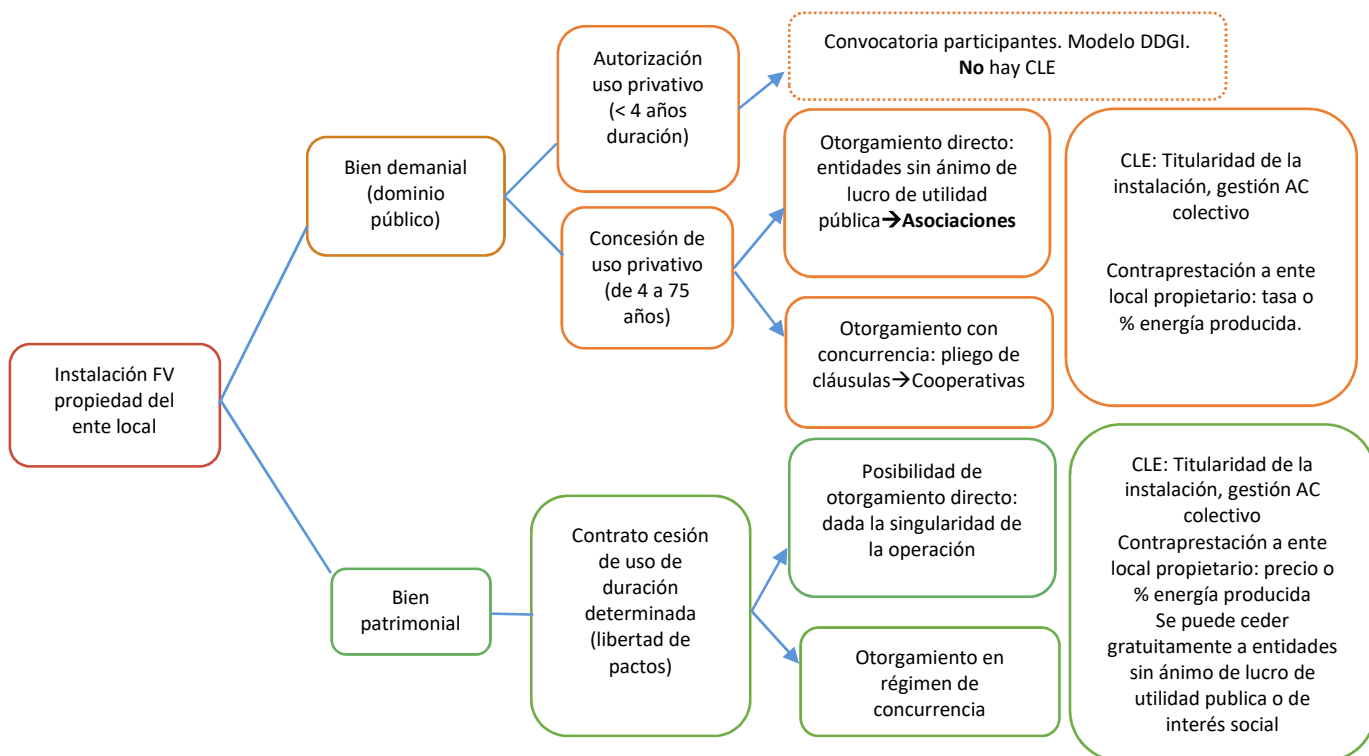 Instalación FV
propiedad del
ente local
Bien demanial
(dominio
público)
Autorización
uso privativo
(< 4 años
duración)
Convocatoria participantes. Modelo DDGI.
No hay CLE
Concesión de
uso privativo
(de 4 a 75
años)
Otorgamiento directo:
entidades sin ánimo de
lucro de utilidad
pública→Asociaciones
Otorgamiento con
concurrencia: pliego de
cláusulas→Cooperativas
CLE: Titularidad de la
instalación, gestión AC
colectivo
Contraprestación a ente
local propietario: tasa o
% energía producida.
Bien
patrimonial
Contrato cesión
de uso de
duración
determinada
(libertad de
pactos)
Posibilidad de
otorgamiento directo:
dada la singularidad de
la operación
Otorgamiento en
régimen de
concurrencia
CLE: Titularidad de la
instalación, gestión AC
colectivo
Contraprestación a ente
local propietario: precio o
% energía producida
Se puede ceder
gratuitamente a entidades
sin ánimo de lucro de
utilidad publica o de
interés social